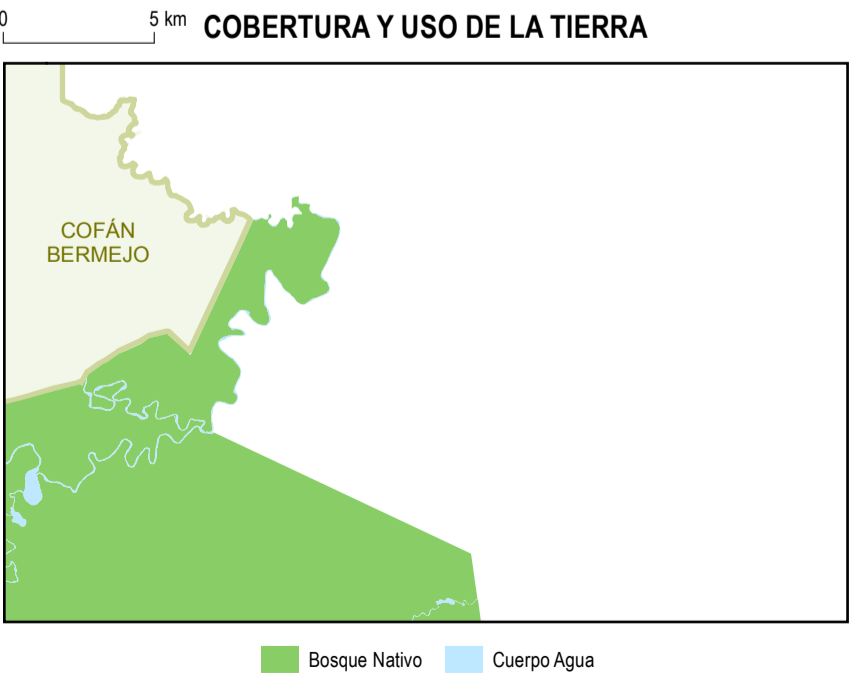 0 5 km COBERTURA Y USO DE LA TIERRA
COFÁN
BERMEJO
Bosque Nativo Cuerpo Agua